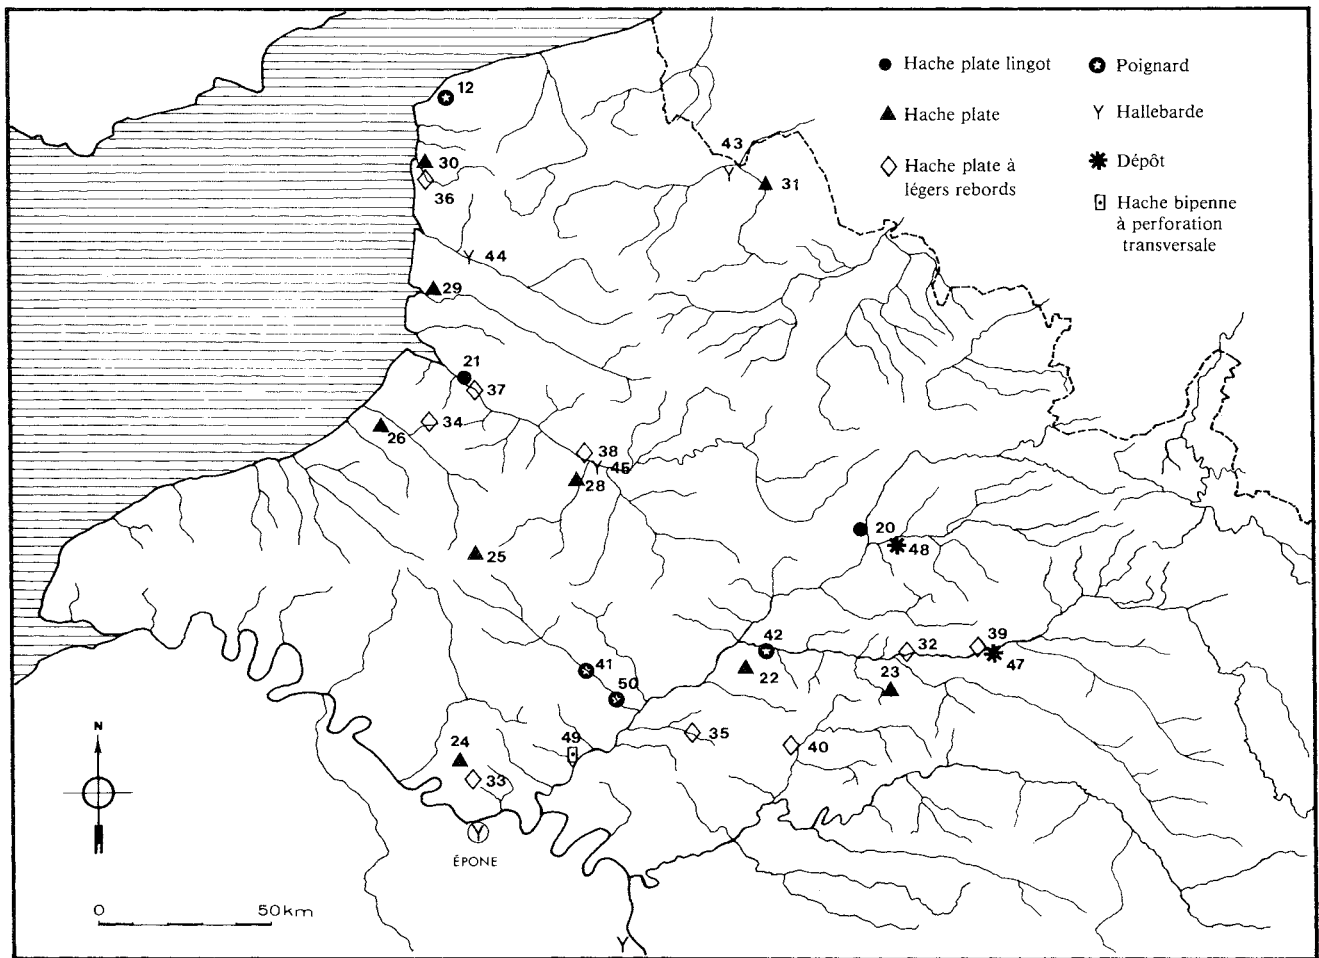 Hache plate lingot
Hache plate
Hache plate à
légers rebords
Poignard
Hallebarde
Dépôt
Hache bipenne
à perforation
transversale
12
30
36
43
31
44
29
21
37
34
26
38
45
28
25
20
48
42
32
39
47
22
23
41
50
35
40
49
24
33
ÉPONE
N
0 50km